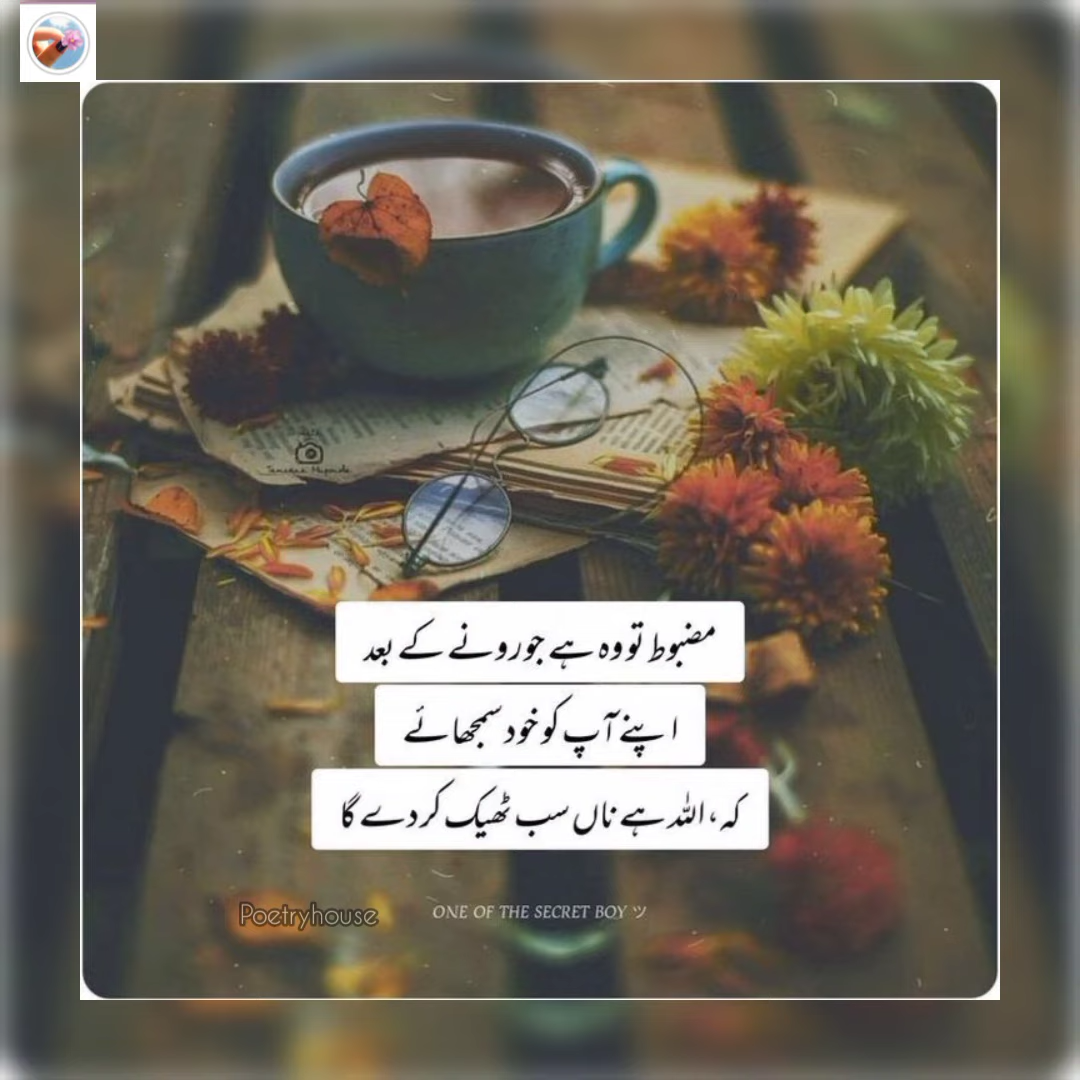 مضبوط تو وہ ہے جو رونے کے بعد
اپنے آپ کو خود سمجھائے
کہ، اللہ ہے ناں سب ٹھیک کر دے گا
Poetryhouse
ONE OF THE SECRET BOY ツ